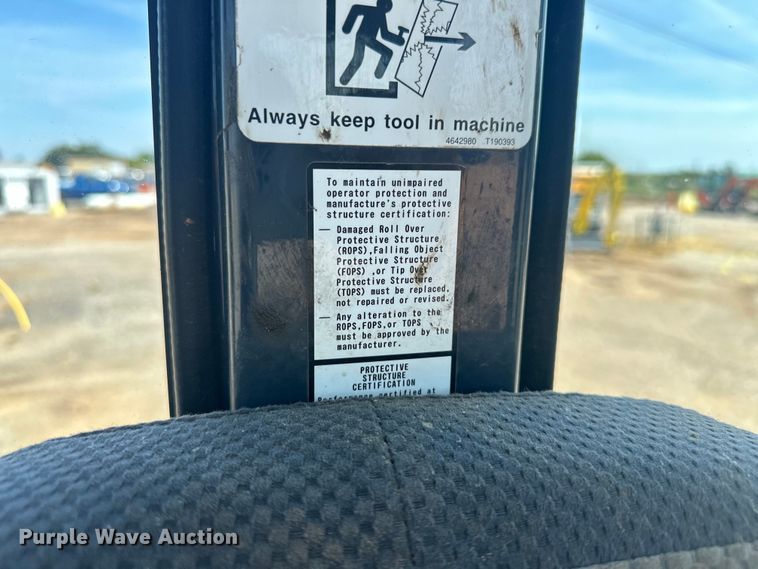 Always keep tool in machine
4642980 T190393
To maintain unimpaired
operator protection and
manufacture's protective
structure certification:
— Damaged Roll Over
Protective Structure
(ROPS),Falling Object
Protective Structure
(FOPS) ,or Tip Over
Protective Structure
(TOPS) must be replaced,
not repaired or revised.
— Any alteration to the
ROPS,FOPS,or TOPS
must be approved by the
manufacturer.
PROTECTIVE
STRUCTURE
CERTIFICATION
Performance certified at
Purple Wave Auction